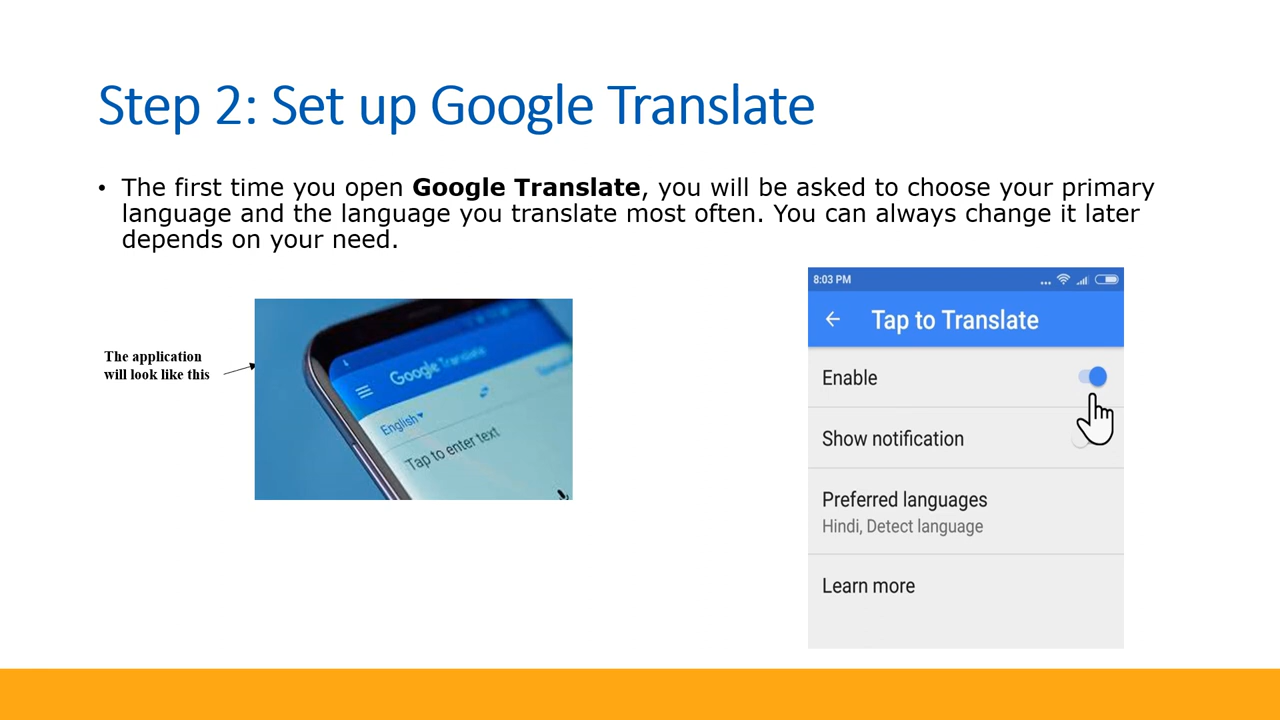 Step 2: Set up Google Translate
• The first time you open Google Translate, you will be asked to choose your primary
language and the language you translate most often. You can always change it later
depends on your need.
The application
will look like this
Google Translate
English
Tap to enter text
8:03 PM
Tap to Translate
Enable
Show notification
Preferred languages
Hindi, Detect language
Learn more